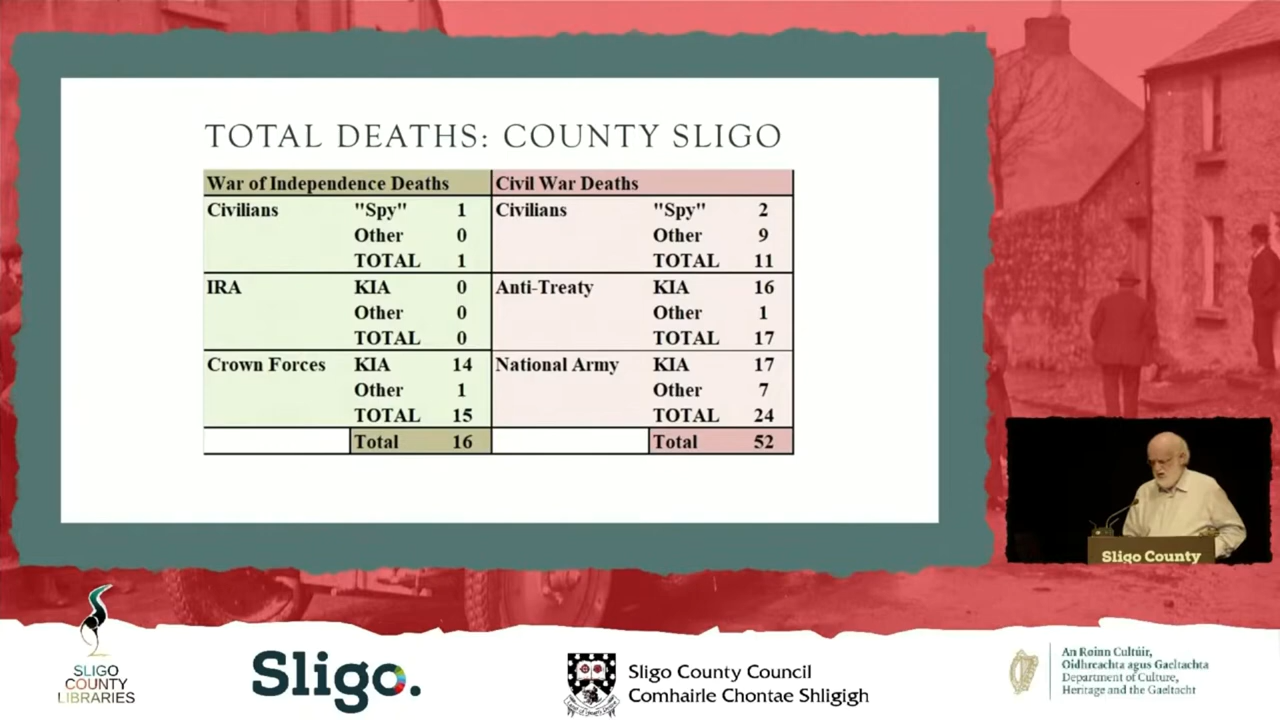 TOTAL DEATHS: COUNTY SLIGO
War of Independence Deaths Civil War Deaths
Civilians "Spy" 1 Civilians "Spy" 2
Other 0 Other 9
TOTAL 1 TOTAL 11
IRA KIA 0 Anti-Treaty KIA 16
Other 0 Other 1
TOTAL 0 TOTAL 17
Crown Forces KIA 14 National Army KIA 17
Other 1 Other 7
TOTAL 15 TOTAL 24
Total 16 Total 52
Sligo County
SLIGO
COUNTY
LIBRARIES
Sligo.
Sligo County Council
Comhairle Chontae Shligigh
An Roinn Cultúir,
Oidhreachta agus Gaeltachta
Department of Culture,
Heritage and the Gaeltacht